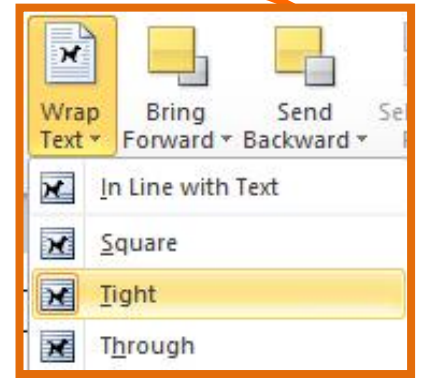 Wrap Bring Send
Text Forward Backward
In Line with Text
Square
Tight
Through